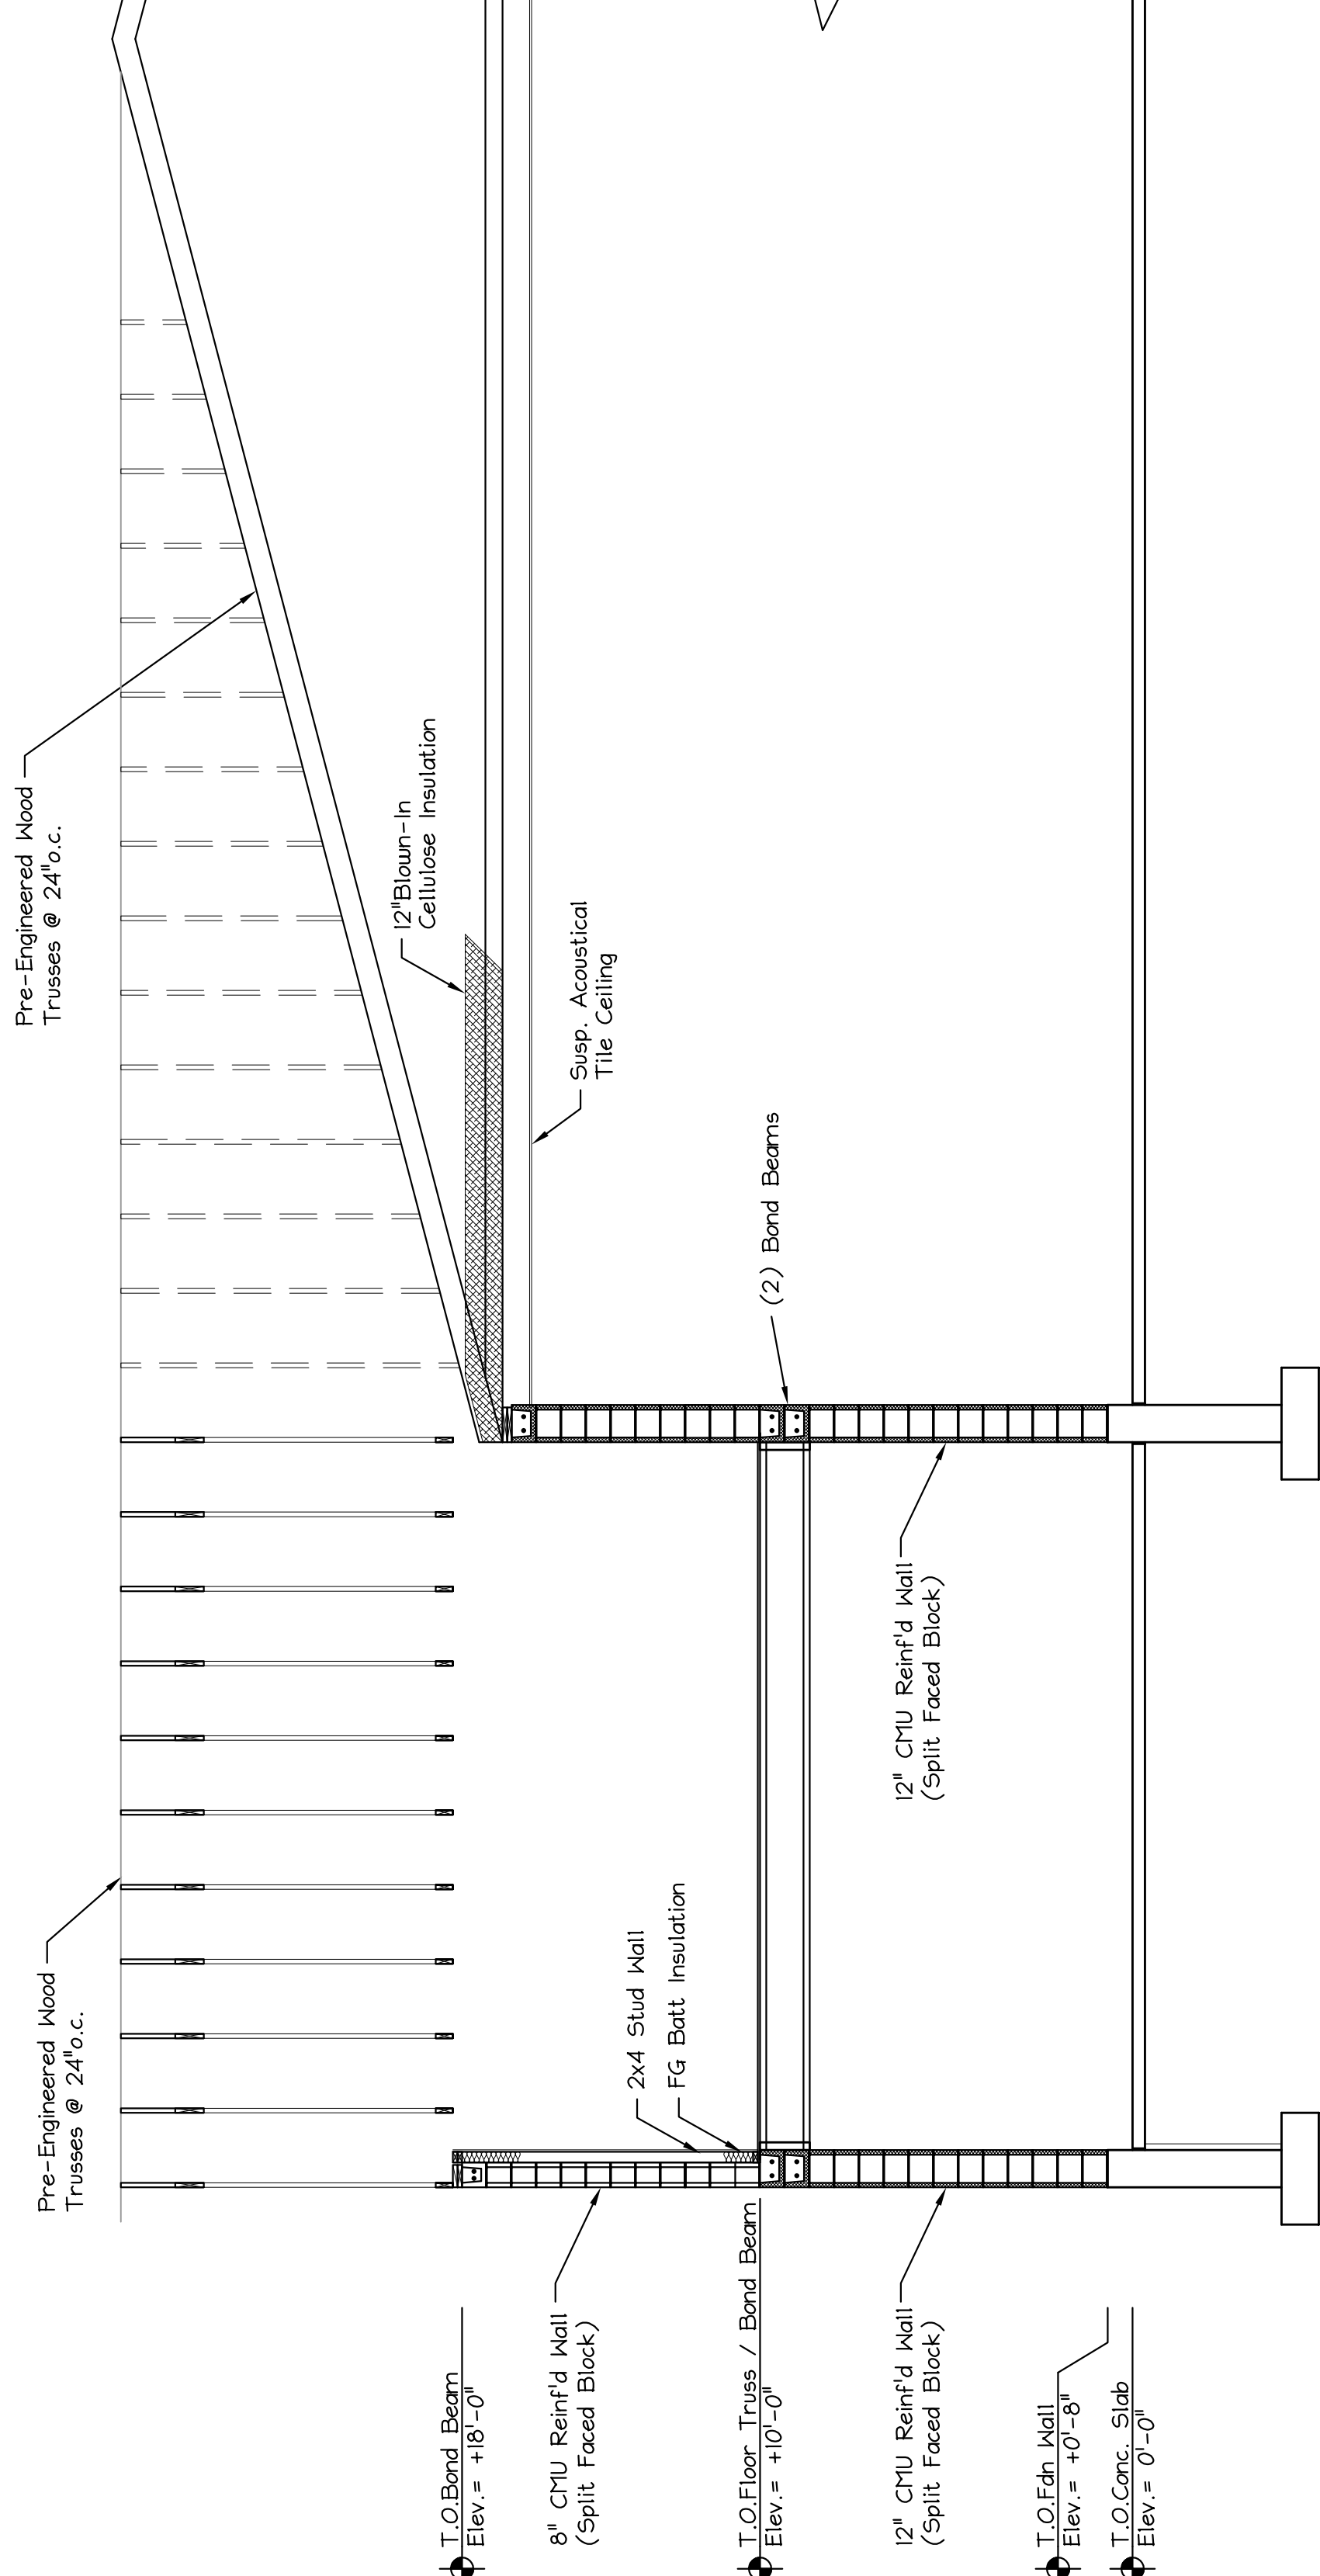 Pre-Engineered Wood
Trusses @ 24"o.c.
Pre-Engineered Wood
Trusses @ 24"o.c.
12"Blown-In
Cellulose Insulation
Susp. Acoustical
Tile Ceiling
(2) Bond Beams
2x4 Stud Wall
FG Batt Insulation
12" CMU Reinf'd Wall
(Split Faced Block)
T.O.Bond Beam
Elev.= +18'-0"
8" CMU Reinf'd Wall
(Split Faced Block)
T.O.Floor Truss / Bond Beam
Elev.= +10'-0"
12" CMU Reinf'd Wall
(Split Faced Block)
T.O.Fdn Wall
Elev.= +0'-8"
T.O.Conc. Slab
Elev.= 0'-0"